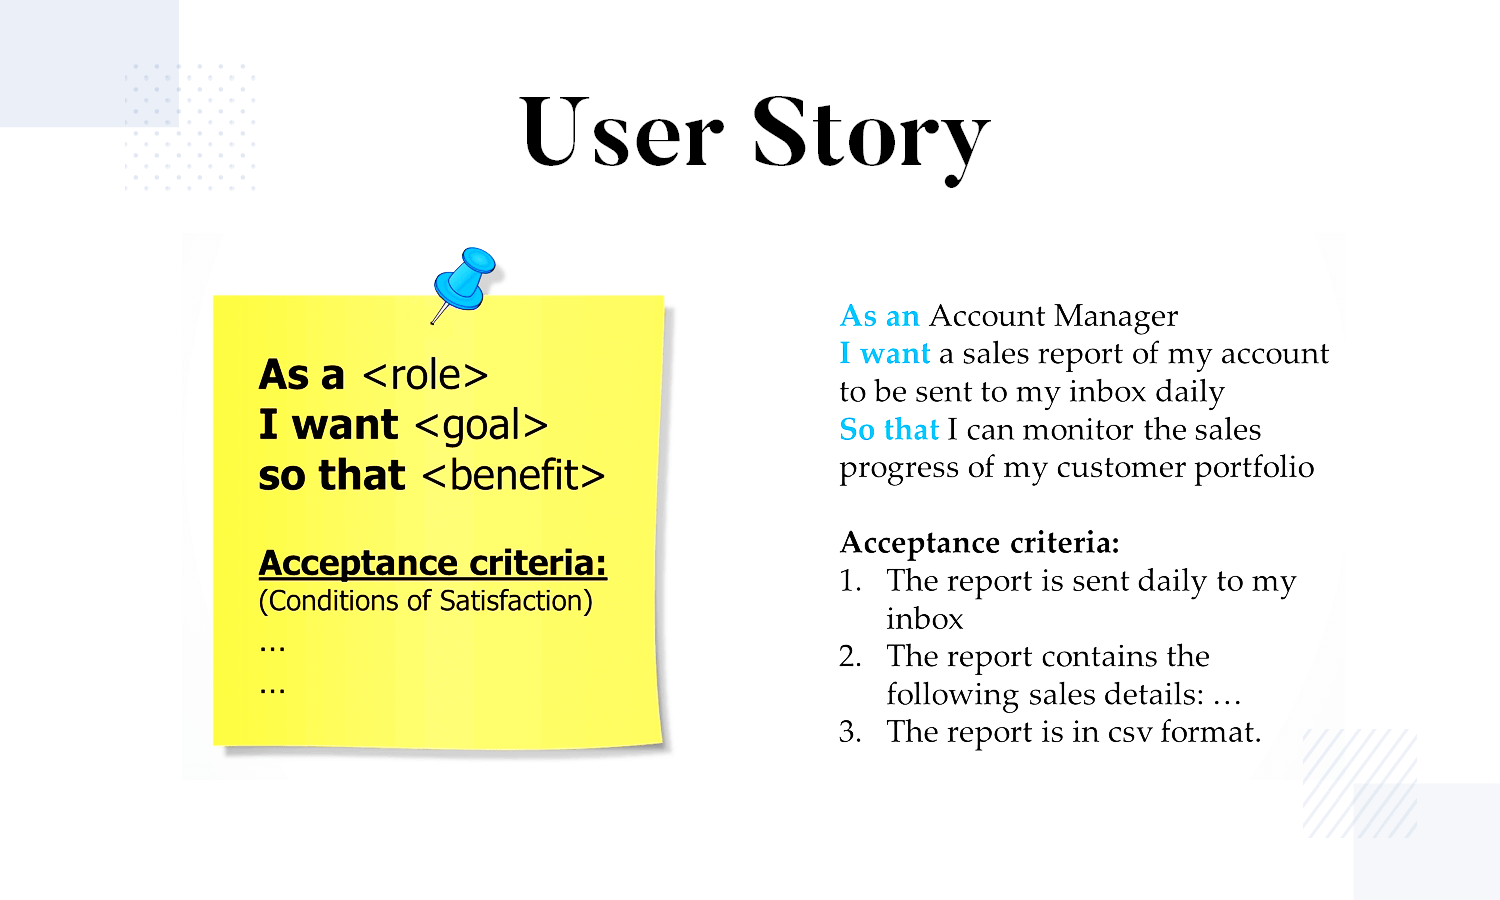 User Story
As a <role>
I want <goal>
so that <benefit>
Acceptance criteria:
(Conditions of Satisfaction)
...
...
As an Account Manager
I want a sales report of my account
to be sent to my inbox daily
So that I can monitor the sales
progress of my customer portfolio
Acceptance criteria:
1. The report is sent daily to my
inbox
2. The report contains the
following sales details: …
3. The report is in csv format.